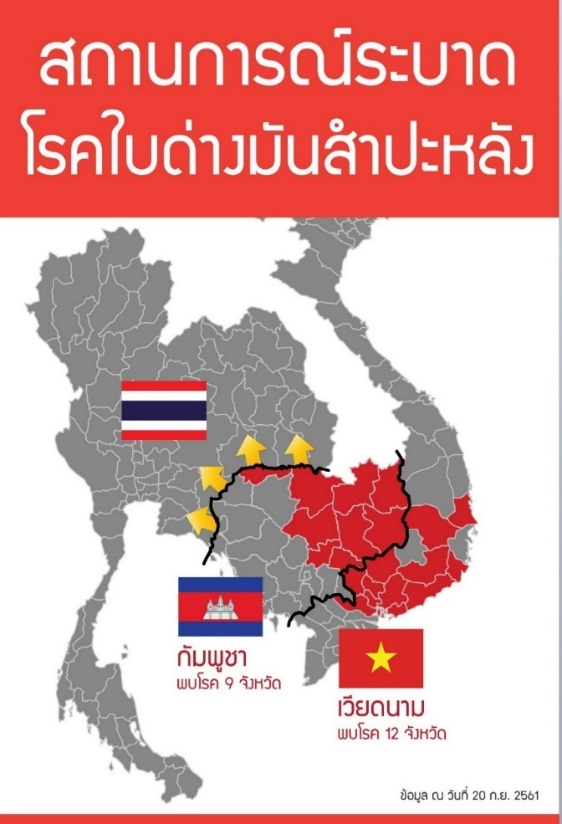 สถานการณ์ระบาด
โรคใบด่างมันสำปะหลัง
กัมพูชา
พบโรค 9 จังหวัด
เวียดนาม
พบโรค 12 จังหวัด
ข้อมูล ณ วันที่ 20 ก.ย. 2561